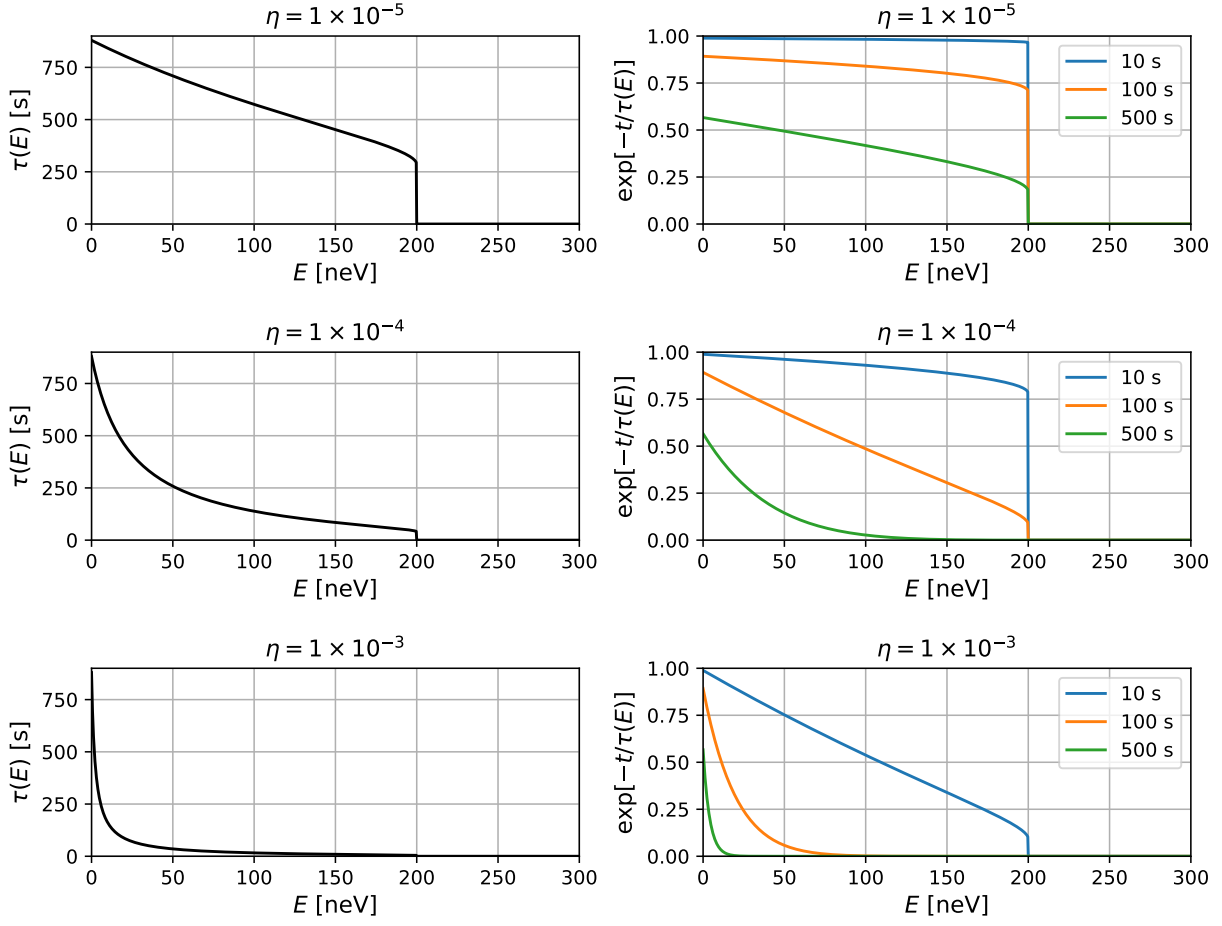 η = 1 × 10⁻⁵
τ(E) [s]
750
500
250
0
0 50 100 150 200 250 300
E [neV]
η = 1 × 10⁻⁵
exp[−t/τ(E)]
1.00
0.75
0.50
0.25
0.00
10 s
100 s
500 s
0 50 100 150 200 250 300
E [neV]
η = 1 × 10⁻⁴
τ(E) [s]
750
500
250
0
0 50 100 150 200 250 300
E [neV]
η = 1 × 10⁻⁴
exp[−t/τ(E)]
1.00
0.75
0.50
0.25
0.00
10 s
100 s
500 s
0 50 100 150 200 250 300
E [neV]
η = 1 × 10⁻³
τ(E) [s]
750
500
250
0
0 50 100 150 200 250 300
E [neV]
η = 1 × 10⁻³
exp[−t/τ(E)]
1.00
0.75
0.50
0.25
0.00
10 s
100 s
500 s
0 50 100 150 200 250 300
E [neV]